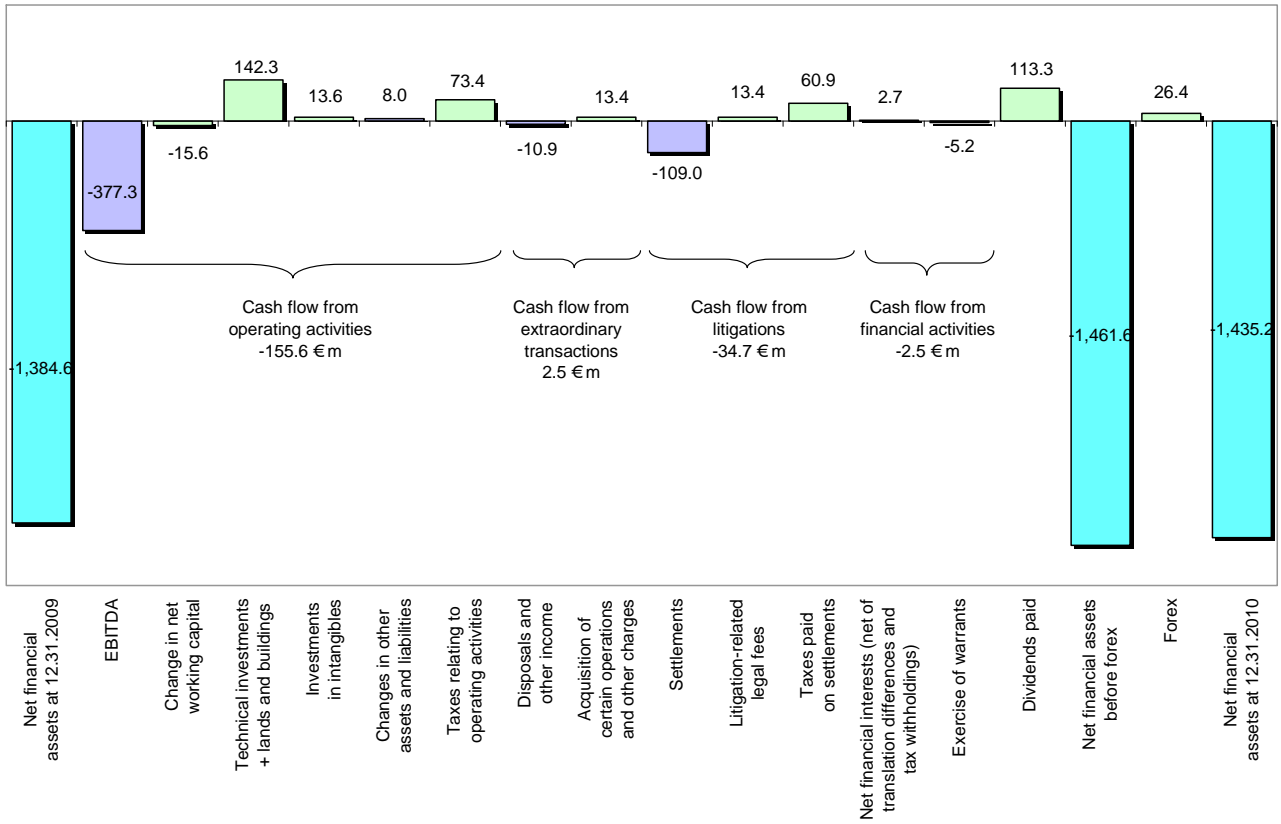 142.3
13.6
8.0
73.4
13.4
13.4
60.9
2.7
113.3
26.4
-1,384.6
-377.3
-15.6
-10.9
-109.0
-5.2
-1,461.6
-1,435.2
Cash flow from
operating activities
-155.6 € m
Cash flow from
extraordinary
transactions
2.5 € m
Cash flow from
litigations
-34.7 € m
Cash flow from
financial activities
-2.5 € m
Net financial
assets at 12.31.2009
EBITDA
Change in net
working capital
Technical investments
+ lands and buildings
Investments
in intangibles
Changes in other
assets and liabilities
Taxes relating to
operating activities
Disposals and
other income
Acquisition of
certain operations
and other charges
Settlements
Litigation-related
legal fees
Taxes paid
on settlements
Net financial interests (net of
translation differences and
tax withholdings)
Exercise of warrants
Dividends paid
Net financial assets
before forex
Forex
Net financial
assets at 12.31.2010